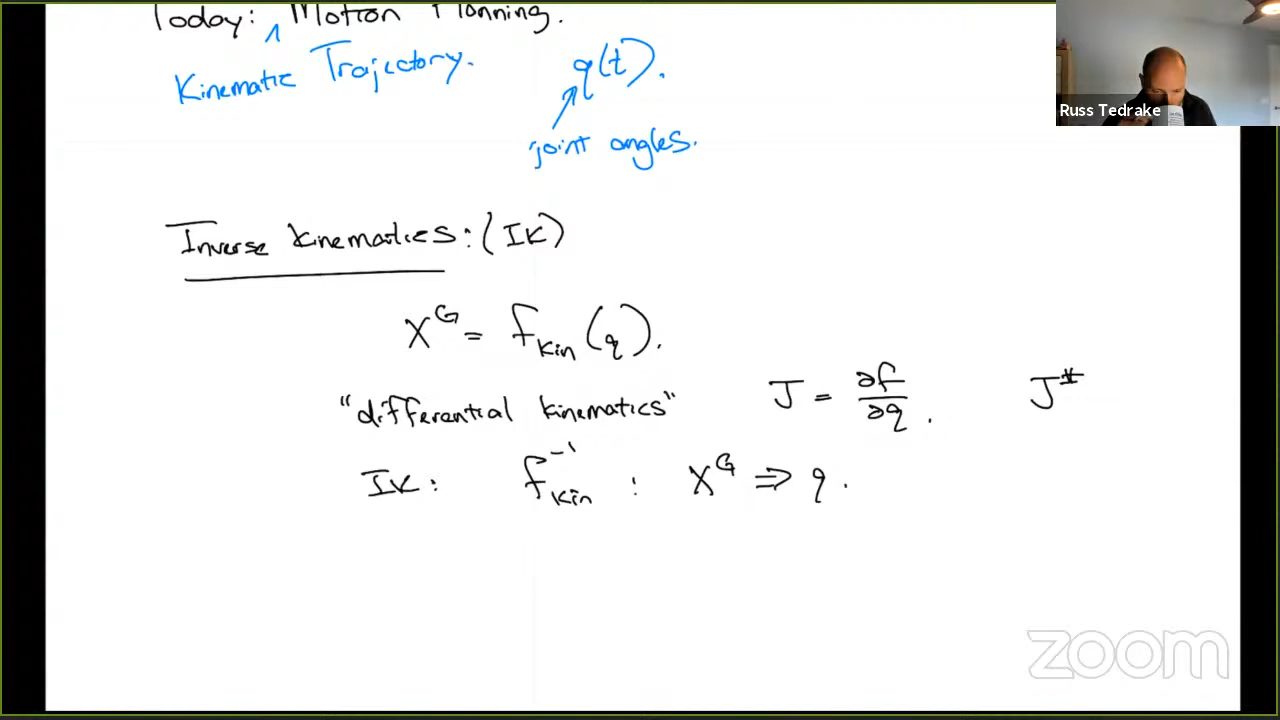 Today: ^ Motion Planning.
Kinematic Trajectory.
q(t).
joint angles.
Russ Tedrake
Inverse kinematics: (IK)
X^G = f_kin (q).
"differential kinematics" J = ∂f/∂q. J^#
IK: f_kin^-1 : X^G ⇒ q.
zoom